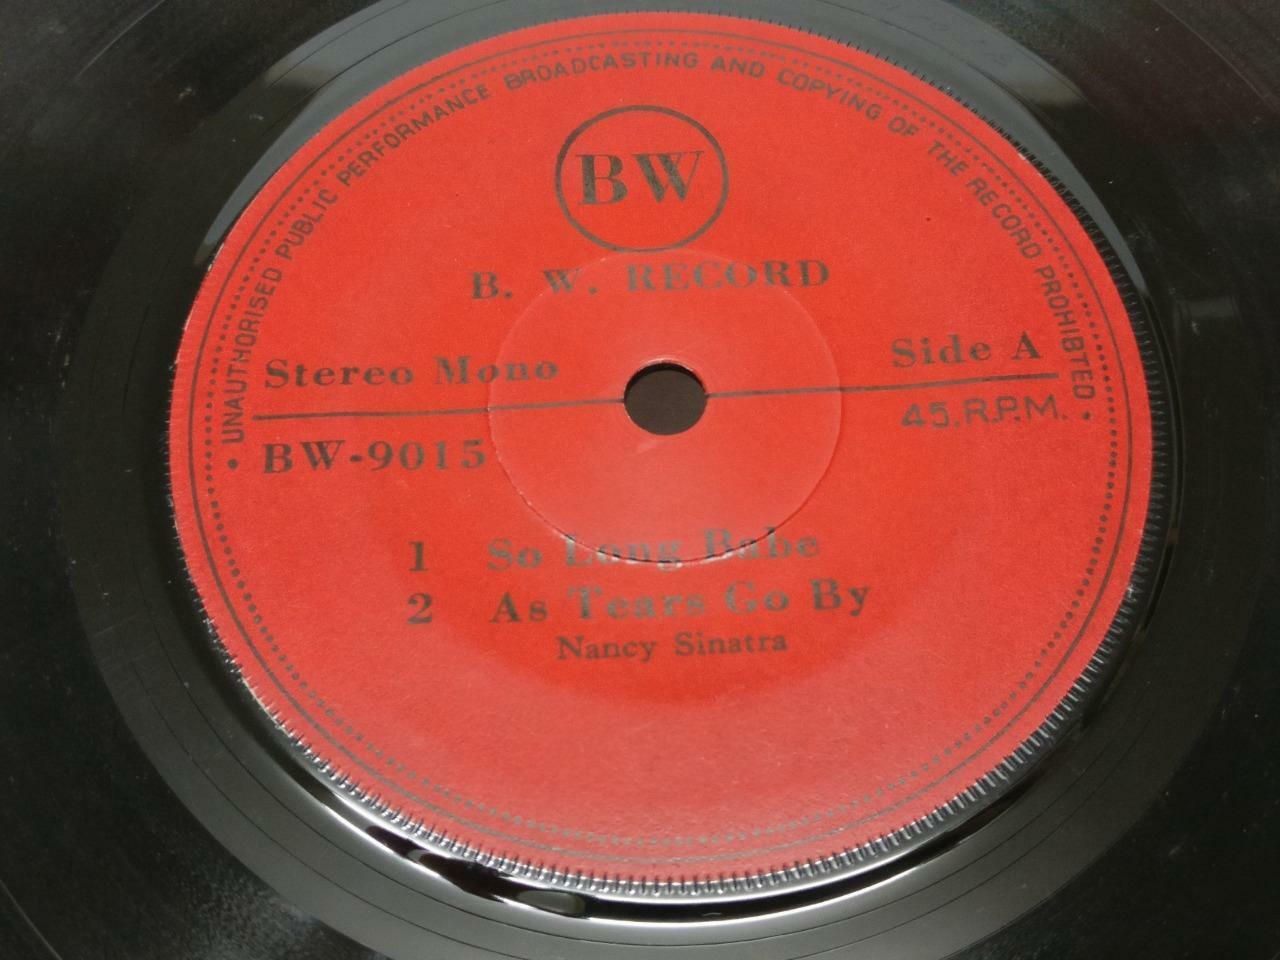 • UNAUTHORISED PUBLIC PERFORMANCE BROADCASTING AND COPYING OF THE RECORD PROHIBTED •
BW
B. W. RECORD
Stereo Mono
Side A
BW-9015
45.R.P.M.
1 So Long Babe
2 As Tears Go By
Nancy Sinatra